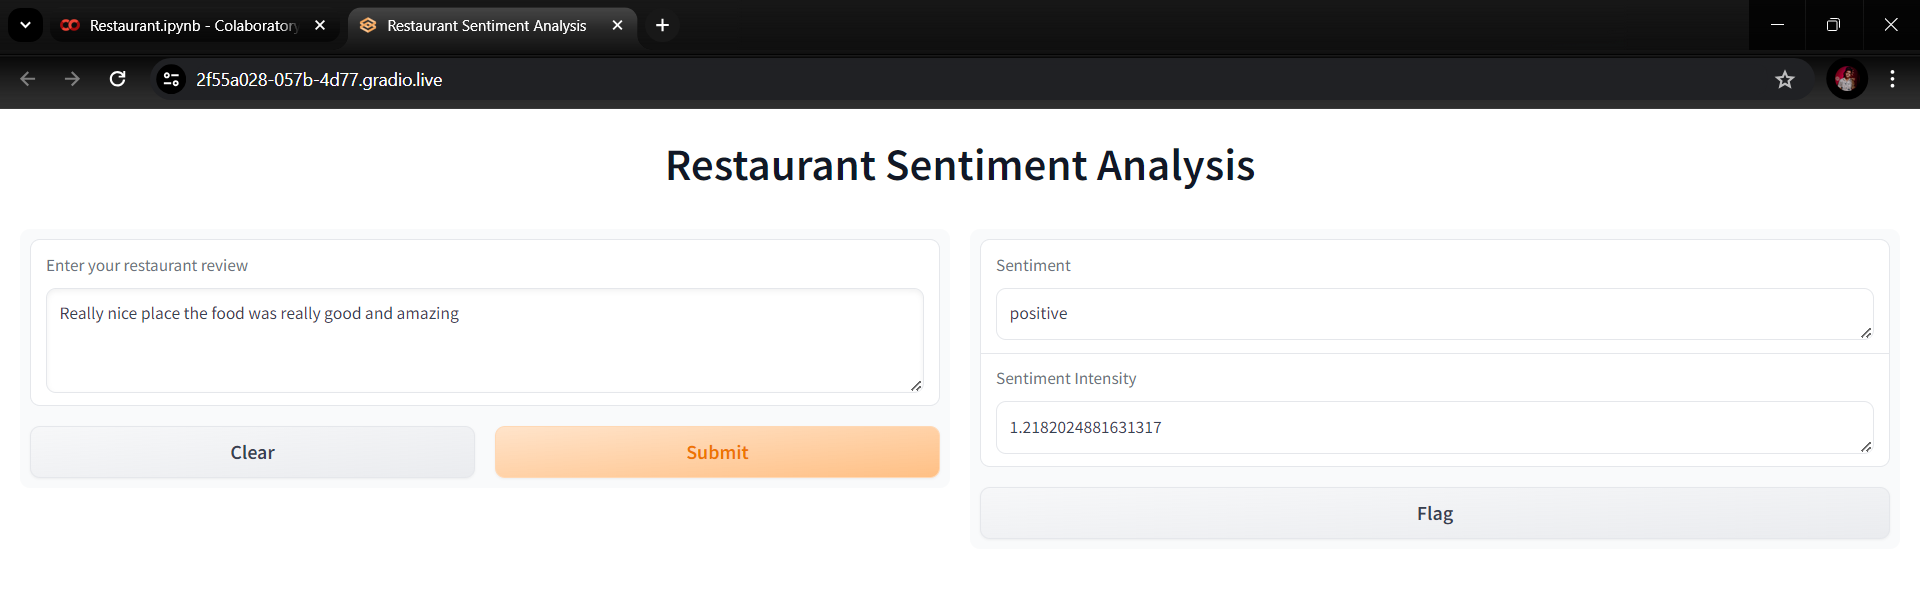 Restaurant.ipynb - Colaboratory
Restaurant Sentiment Analysis
2f55a028-057b-4d77.gradio.live
Restaurant Sentiment Analysis
Enter your restaurant review
Really nice place the food was really good and amazing
Clear
Submit
Sentiment
positive
Sentiment Intensity
1.2182024881631317
Flag